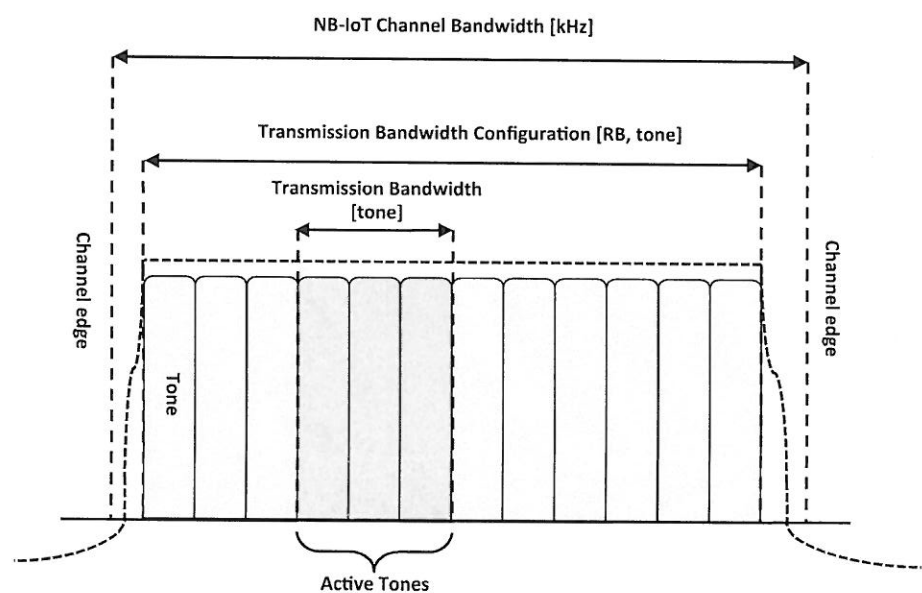 NB-IoT Channel Bandwidth [kHz]
Transmission Bandwidth Configuration [RB, tone]
Transmission Bandwidth
[tone]
Channel edge
Channel edge
Tone
Active Tones